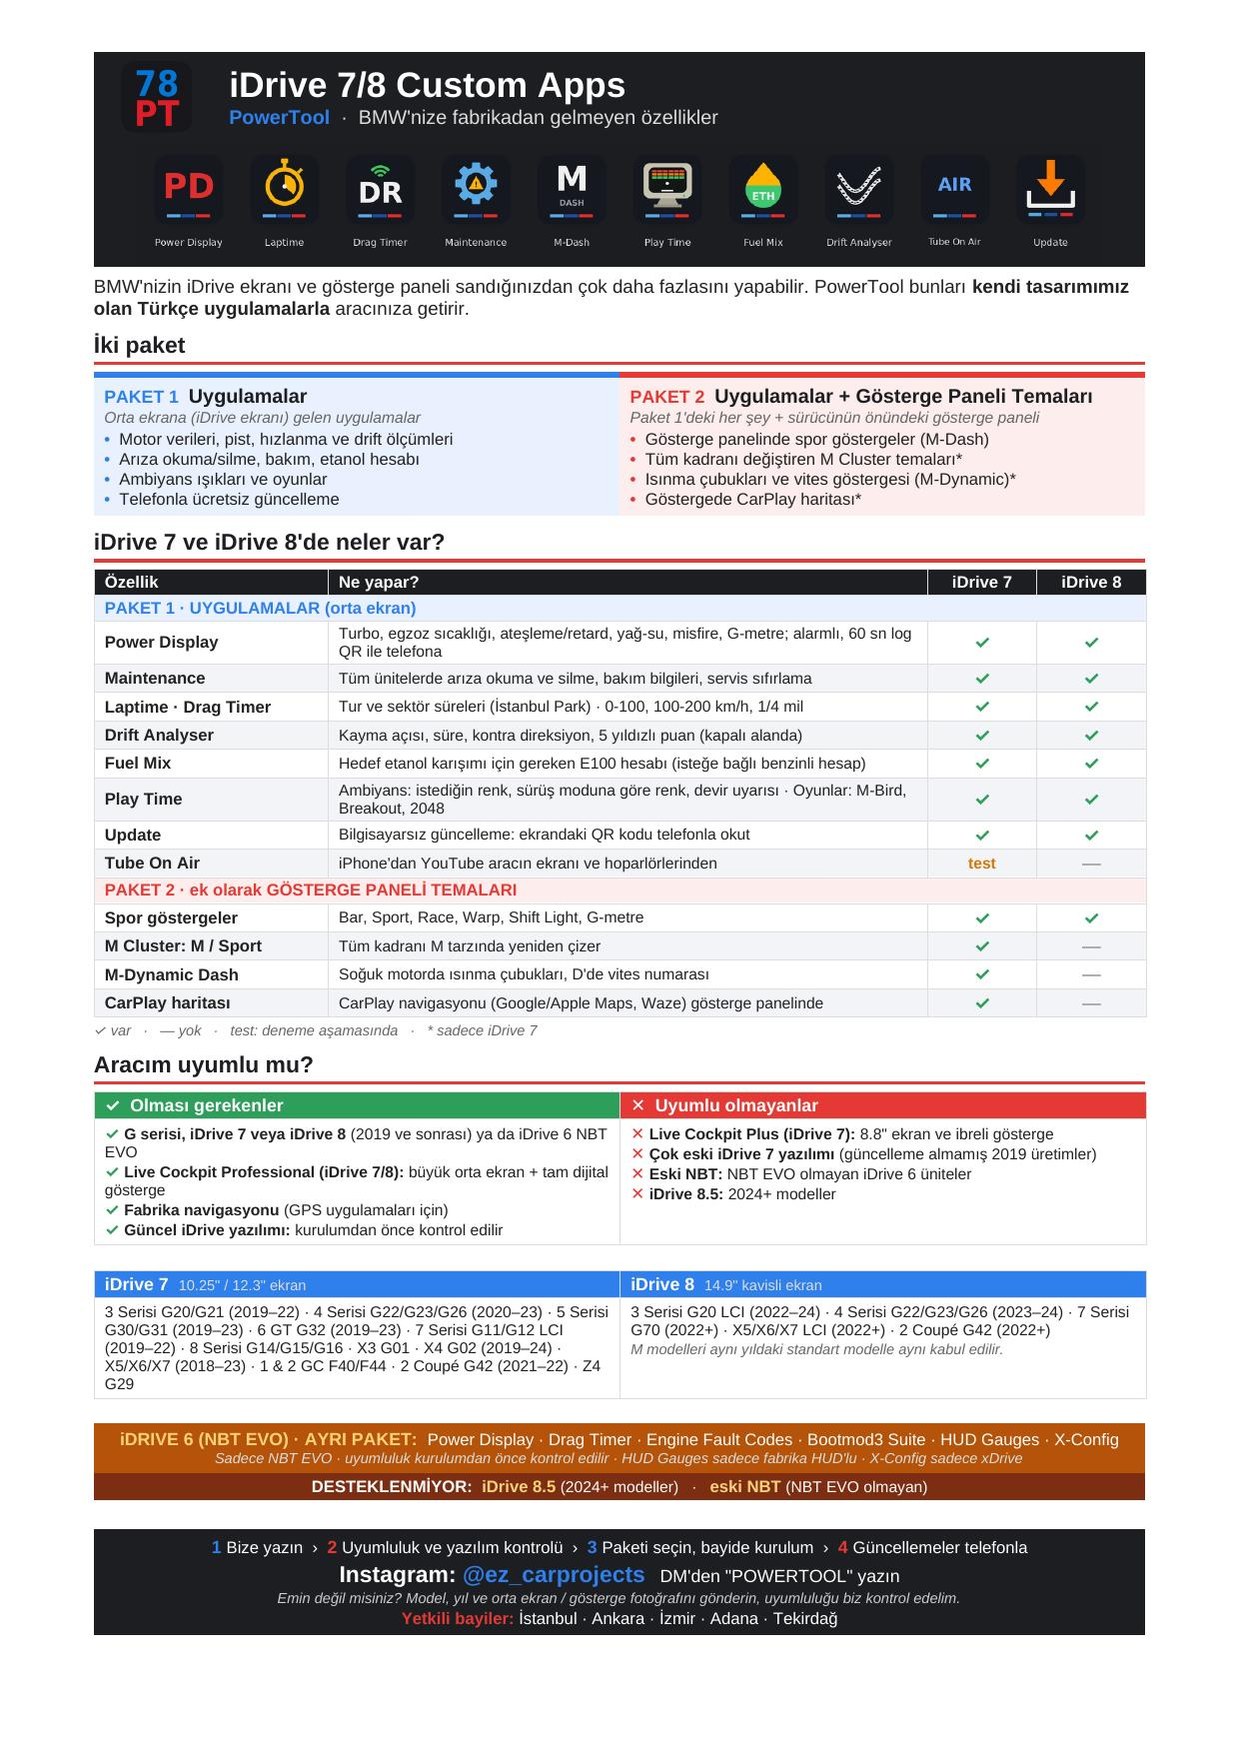 78
PT
iDrive 7/8 Custom Apps
PowerTool · BMW'nize fabrikadan gelmeyen özellikler
PD DR M DASH ETH AIR
Power Display Laptime Drag Timer Maintenance M-Dash Play Time Fuel Mix Drift Analyser Tube On Air Update
BMW'nizin iDrive ekranı ve gösterge paneli sandığınızdan çok daha fazlasını yapabilir. PowerTool bunları kendi tasarımımız
olan Türkçe uygulamalarla aracınıza getirir.
İki paket
PAKET 1 Uygulamalar
Orta ekrana (iDrive ekranı) gelen uygulamalar
• Motor verileri, pist, hızlanma ve drift ölçümleri
• Arıza okuma/silme, bakım, etanol hesabı
• Ambiyans ışıkları ve oyunlar
• Telefonla ücretsiz güncelleme
PAKET 2 Uygulamalar + Gösterge Paneli Temaları
Paket 1'deki her şey + sürücünün önündeki gösterge paneli
• Gösterge panelinde spor göstergeler (M-Dash)
• Tüm kadranı değiştiren M Cluster temaları*
• Isınma çubukları ve vites göstergesi (M-Dynamic)*
• Göstergede CarPlay haritası*
iDrive 7 ve iDrive 8'de neler var?
Özellik Ne yapar? iDrive 7 iDrive 8
PAKET 1 · UYGULAMALAR (orta ekran)
Power Display Turbo, egzoz sıcaklığı, ateşleme/retard, yağ-su, misfire, G-metre; alarmlı, 60 sn log
QR ile telefona ✓ ✓
Maintenance Tüm ünitelerde arıza okuma ve silme, bakım bilgileri, servis sıfırlama ✓ ✓
Laptime · Drag Timer Tur ve sektör süreleri (İstanbul Park) · 0-100, 100-200 km/h, 1/4 mil ✓ ✓
Drift Analyser Kayma açısı, süre, kontra direksiyon, 5 yıldızlı puan (kapalı alanda) ✓ ✓
Fuel Mix Hedef etanol karışımı için gereken E100 hesabı (isteğe bağlı benzinli hesap) ✓ ✓
Play Time Ambiyans: istediğin renk, sürüş moduna göre renk, devir uyarısı · Oyunlar: M-Bird,
Breakout, 2048 ✓ ✓
Update Bilgisayarsız güncelleme: ekrandaki QR kodu telefonla okut ✓ ✓
Tube On Air iPhone'dan YouTube aracın ekranı ve hoparlörlerinden test —
PAKET 2 · ek olarak GÖSTERGE PANELİ TEMALARI
Spor göstergeler Bar, Sport, Race, Warp, Shift Light, G-metre ✓ ✓
M Cluster: M / Sport Tüm kadranı M tarzında yeniden çizer ✓ —
M-Dynamic Dash Soğuk motorda ısınma çubukları, D'de vites numarası ✓ —
CarPlay haritası CarPlay navigasyonu (Google/Apple Maps, Waze) gösterge panelinde ✓ —
✓ var · — yok · test: deneme aşamasında · * sadece iDrive 7
Aracım uyumlu mu?
✓ Olması gerekenler
✓ G serisi, iDrive 7 veya iDrive 8 (2019 ve sonrası) ya da iDrive 6 NBT
EVO
✓ Live Cockpit Professional (iDrive 7/8): büyük orta ekran + tam dijital
gösterge
✓ Fabrika navigasyonu (GPS uygulamaları için)
✓ Güncel iDrive yazılımı: kurulumdan önce kontrol edilir
✕ Uyumlu olmayanlar
✕ Live Cockpit Plus (iDrive 7): 8.8" ekran ve ibreli gösterge
✕ Çok eski iDrive 7 yazılımı (güncelleme almamış 2019 üretimler)
✕ Eski NBT: NBT EVO olmayan iDrive 6 üniteler
✕ iDrive 8.5: 2024+ modeller
iDrive 7 10.25" / 12.3" ekran
3 Serisi G20/G21 (2019–22) · 4 Serisi G22/G23/G26 (2020–23) · 5 Serisi
G30/G31 (2019–23) · 6 GT G32 (2019–23) · 7 Serisi G11/G12 LCI
(2019–22) · 8 Serisi G14/G15/G16 · X3 G01 · X4 G02 (2019–24) ·
X5/X6/X7 (2018–23) · 1 & 2 GC F40/F44 · 2 Coupé G42 (2021–22) · Z4
G29
iDrive 8 14.9" kavisli ekran
3 Serisi G20 LCI (2022–24) · 4 Serisi G22/G23/G26 (2023–24) · 7 Serisi
G70 (2022+) · X5/X6/X7 LCI (2022+) · 2 Coupé G42 (2022+)
M modelleri aynı yıldaki standart modelle aynı kabul edilir.
iDRIVE 6 (NBT EVO) · AYRI PAKET: Power Display · Drag Timer · Engine Fault Codes · Bootmod3 Suite · HUD Gauges · X-Config
Sadece NBT EVO · uyumluluk kurulumdan önce kontrol edilir · HUD Gauges sadece fabrika HUD'lu · X-Config sadece xDrive
DESTEKLENMİYOR: iDrive 8.5 (2024+ modeller) · eski NBT (NBT EVO olmayan)
1 Bize yazın › 2 Uyumluluk ve yazılım kontrolü › 3 Paketi seçin, bayide kurulum › 4 Güncellemeler telefonla
Instagram: @ez_carprojects DM'den "POWERTOOL" yazın
Emin değil misiniz? Model, yıl ve orta ekran / gösterge fotoğrafını gönderin, uyumluluğu biz kontrol edelim.
Yetkili bayiler: İstanbul · Ankara · İzmir · Adana · Tekirdağ